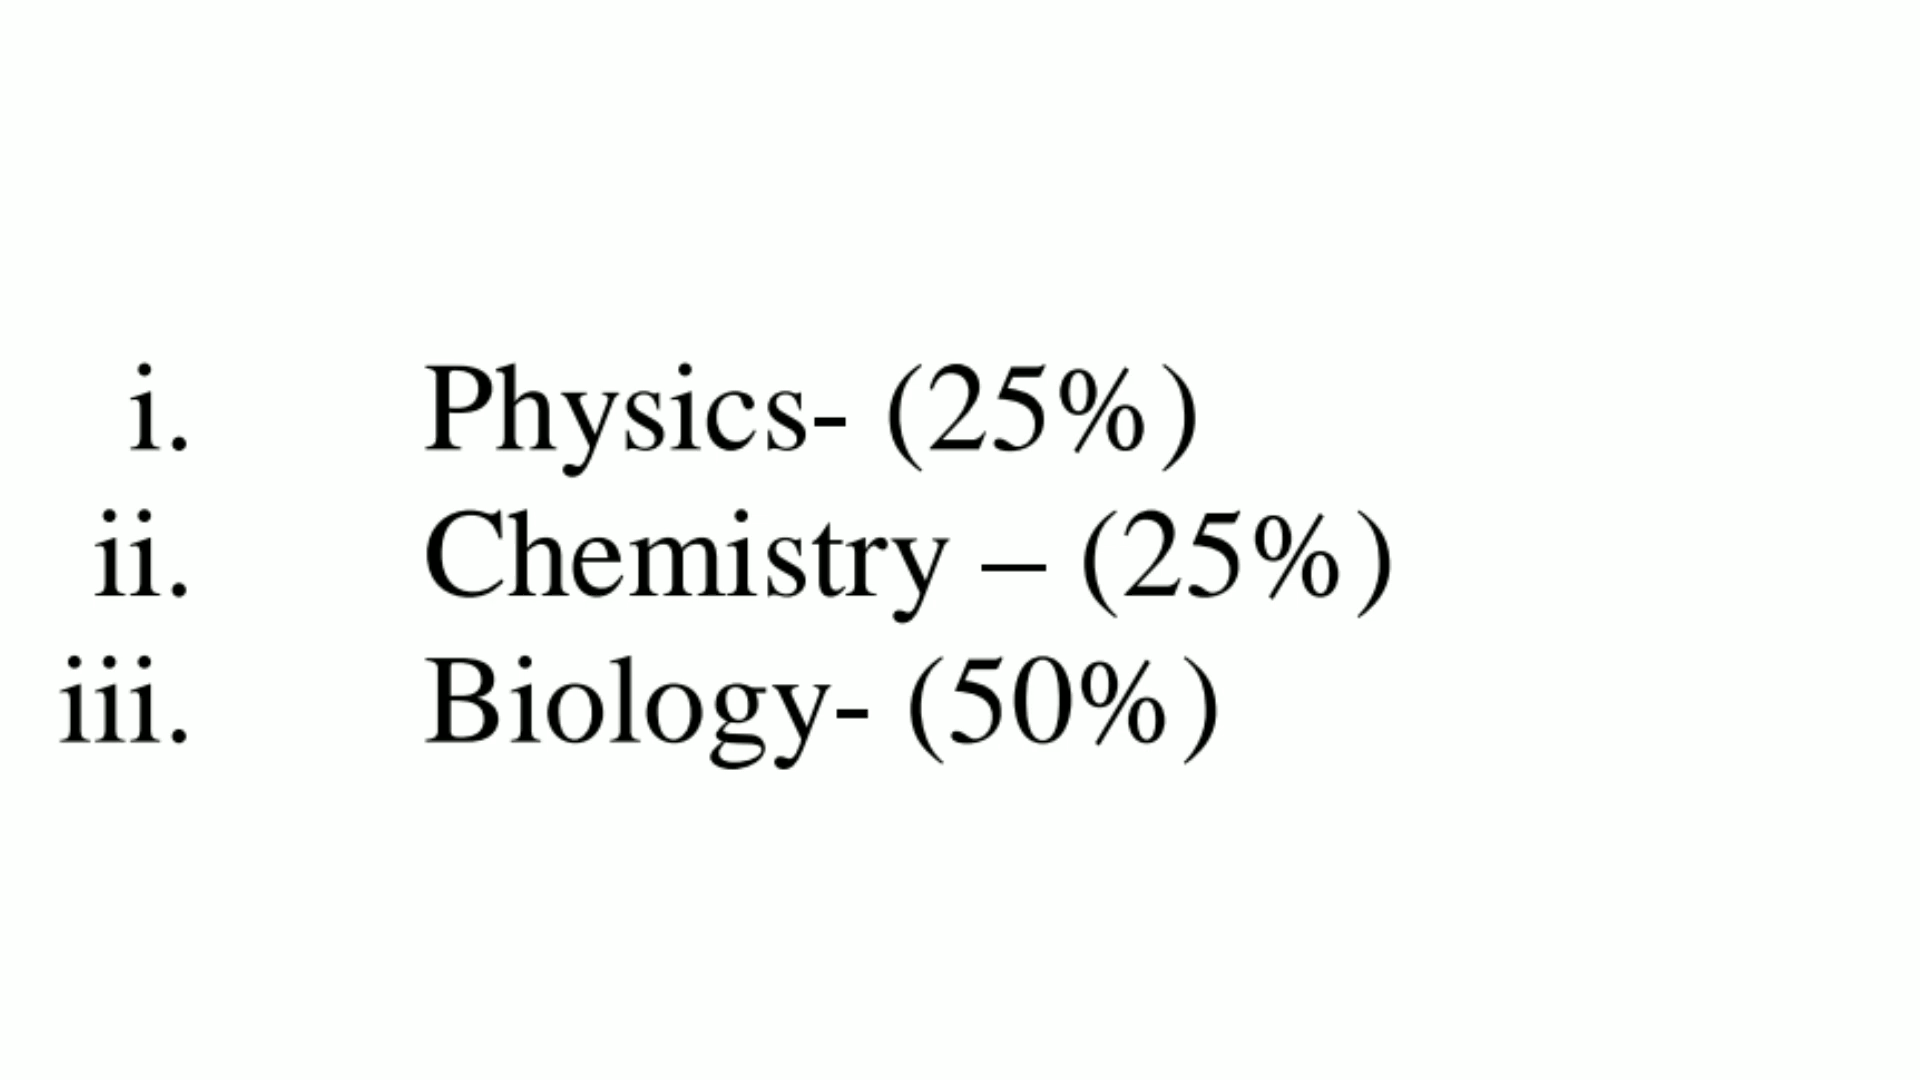 i. Physics- (25%)
ii. Chemistry – (25%)
iii. Biology- (50%)